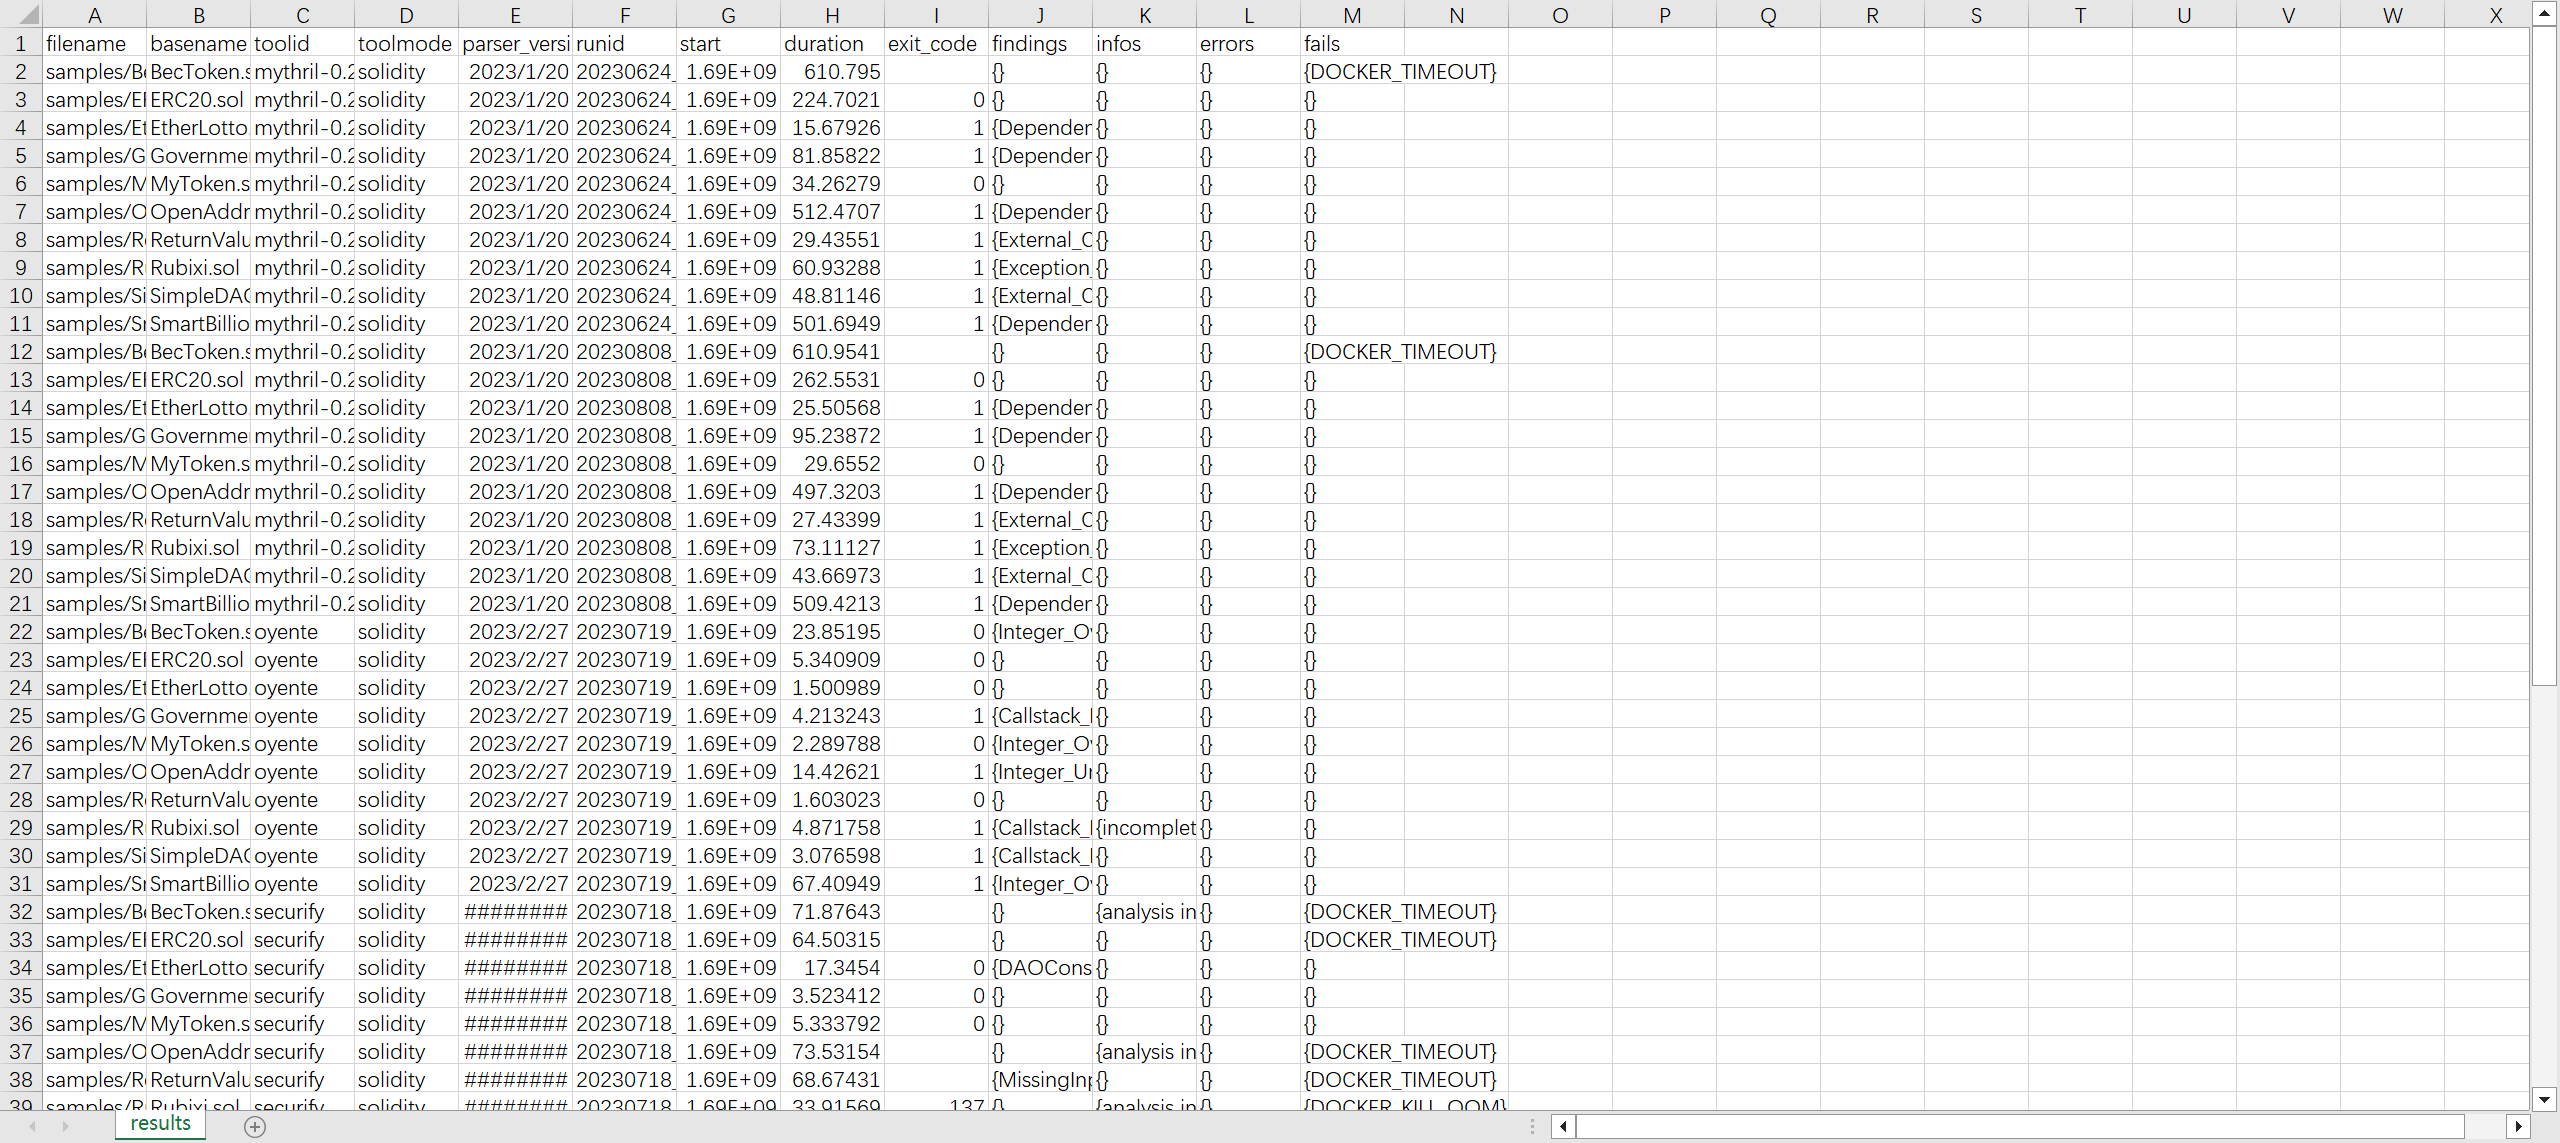 A B C D E F G H I J K L M N O P Q R S T U V W X
1 filename basename toolid toolmode parser_versi runid start duration exit_code findings infos errors fails
2 samples/Be BecToken.s mythril-0.2 solidity 2023/1/20 20230624_ 1.69E+09 610.795 {} {} {} {DOCKER_TIMEOUT}
3 samples/El ERC20.sol mythril-0.2 solidity 2023/1/20 20230624_ 1.69E+09 224.7021 0 {} {} {} {}
4 samples/Et EtherLotto mythril-0.2 solidity 2023/1/20 20230624_ 1.69E+09 15.67926 1 {Depender {} {} {}
5 samples/G Governme mythril-0.2 solidity 2023/1/20 20230624_ 1.69E+09 81.85822 1 {Depender {} {} {}
6 samples/M MyToken.s mythril-0.2 solidity 2023/1/20 20230624_ 1.69E+09 34.26279 0 {} {} {} {}
7 samples/O OpenAddr mythril-0.2 solidity 2023/1/20 20230624_ 1.69E+09 512.4707 1 {Depender {} {} {}
8 samples/Re ReturnValu mythril-0.2 solidity 2023/1/20 20230624_ 1.69E+09 29.43551 1 {External_C {} {} {}
9 samples/R Rubixi.sol mythril-0.2 solidity 2023/1/20 20230624_ 1.69E+09 60.93288 1 {Exception_ {} {} {}
10 samples/Si SimpleDAC mythril-0.2 solidity 2023/1/20 20230624_ 1.69E+09 48.81146 1 {External_C {} {} {}
11 samples/Sr SmartBillio mythril-0.2 solidity 2023/1/20 20230624_ 1.69E+09 501.6949 1 {Depender {} {} {}
12 samples/Be BecToken.s mythril-0.2 solidity 2023/1/20 20230808_ 1.69E+09 610.9541 {} {} {} {DOCKER_TIMEOUT}
13 samples/El ERC20.sol mythril-0.2 solidity 2023/1/20 20230808_ 1.69E+09 262.5531 0 {} {} {} {}
14 samples/Et EtherLotto mythril-0.2 solidity 2023/1/20 20230808_ 1.69E+09 25.50568 1 {Depender {} {} {}
15 samples/G Governme mythril-0.2 solidity 2023/1/20 20230808_ 1.69E+09 95.23872 1 {Depender {} {} {}
16 samples/M MyToken.s mythril-0.2 solidity 2023/1/20 20230808_ 1.69E+09 29.6552 0 {} {} {} {}
17 samples/O OpenAddr mythril-0.2 solidity 2023/1/20 20230808_ 1.69E+09 497.3203 1 {Depender {} {} {}
18 samples/Re ReturnValu mythril-0.2 solidity 2023/1/20 20230808_ 1.69E+09 27.43399 1 {External_C {} {} {}
19 samples/R Rubixi.sol mythril-0.2 solidity 2023/1/20 20230808_ 1.69E+09 73.11127 1 {Exception_ {} {} {}
20 samples/Si SimpleDAC mythril-0.2 solidity 2023/1/20 20230808_ 1.69E+09 43.66973 1 {External_C {} {} {}
21 samples/Sr SmartBillio mythril-0.2 solidity 2023/1/20 20230808_ 1.69E+09 509.4213 1 {Depender {} {} {}
22 samples/Be BecToken.s oyente solidity 2023/2/27 20230719_ 1.69E+09 23.85195 0 {Integer_Ov {} {} {}
23 samples/El ERC20.sol oyente solidity 2023/2/27 20230719_ 1.69E+09 5.340909 0 {} {} {} {}
24 samples/Et EtherLotto oyente solidity 2023/2/27 20230719_ 1.69E+09 1.500989 0 {} {} {} {}
25 samples/G Governme oyente solidity 2023/2/27 20230719_ 1.69E+09 4.213243 1 {Callstack_ {} {} {}
26 samples/M MyToken.s oyente solidity 2023/2/27 20230719_ 1.69E+09 2.289788 0 {Integer_Ov {} {} {}
27 samples/O OpenAddr oyente solidity 2023/2/27 20230719_ 1.69E+09 14.42621 1 {Integer_Ur {} {} {}
28 samples/Re ReturnValu oyente solidity 2023/2/27 20230719_ 1.69E+09 1.603023 0 {} {} {} {}
29 samples/R Rubixi.sol oyente solidity 2023/2/27 20230719_ 1.69E+09 4.871758 1 {Callstack_ {incomplet {} {}
30 samples/Si SimpleDAC oyente solidity 2023/2/27 20230719_ 1.69E+09 3.076598 1 {Callstack_ {} {} {}
31 samples/Sr SmartBillio oyente solidity 2023/2/27 20230719_ 1.69E+09 67.40949 1 {Integer_Ov {} {} {}
32 samples/Be BecToken.s securify solidity ######## 20230718_ 1.69E+09 71.87643 {} {analysis in {} {DOCKER_TIMEOUT}
33 samples/El ERC20.sol securify solidity ######## 20230718_ 1.69E+09 64.50315 {} {} {} {DOCKER_TIMEOUT}
34 samples/Et EtherLotto securify solidity ######## 20230718_ 1.69E+09 17.3454 0 {DAOCons {} {} {}
35 samples/G Governme securify solidity ######## 20230718_ 1.69E+09 3.523412 0 {} {} {} {}
36 samples/M MyToken.s securify solidity ######## 20230718_ 1.69E+09 5.333792 0 {} {} {} {}
37 samples/O OpenAddr securify solidity ######## 20230718_ 1.69E+09 73.53154 {} {analysis in {} {DOCKER_TIMEOUT}
38 samples/Re ReturnValu securify solidity ######## 20230718_ 1.69E+09 68.67431 {MissingInp {} {} {DOCKER_TIMEOUT}
39 samples/R Rubixi.sol securify solidity ######## 20230718_ 1.69E+09 33.91569 137 {} {analysis in {} {DOCKER_KILL_OOM}
results